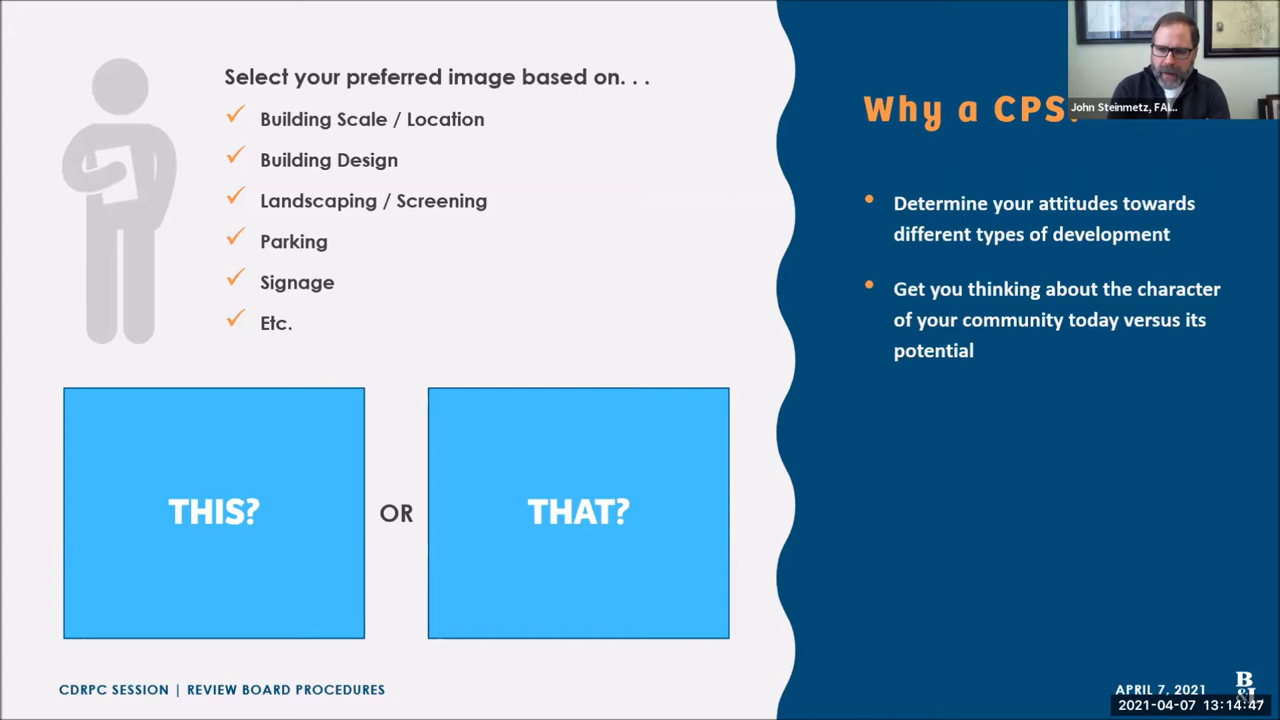 Select your preferred image based on. . .
Building Scale / Location
Building Design
Landscaping / Screening
Parking
Signage
Etc.
THIS?
OR
THAT?
CDRPC SESSION | REVIEW BOARD PROCEDURES
John Steinmetz, FAI...
Why a CPS?
Determine your attitudes towards
different types of development
Get you thinking about the character
of your community today versus its
potential
APRIL 7, 2021
B
&L
2021-04-07 13:14:47